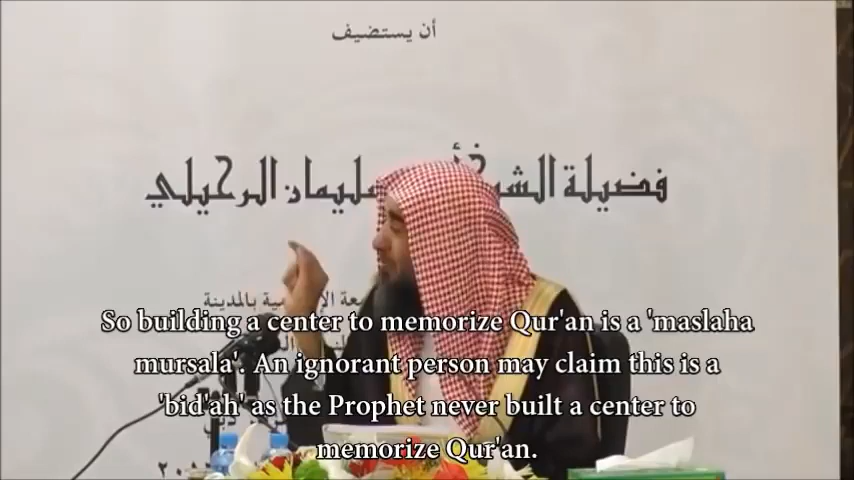 أن يستضيف
فضيلة الشيخ سليمان الرحيلي
بالمدينة
So building a center to memorize Qur'an is a 'maslaha
mursala'. An ignorant person may claim this is a
'bid'ah' as the Prophet never built a center to
memorize Qur'an.